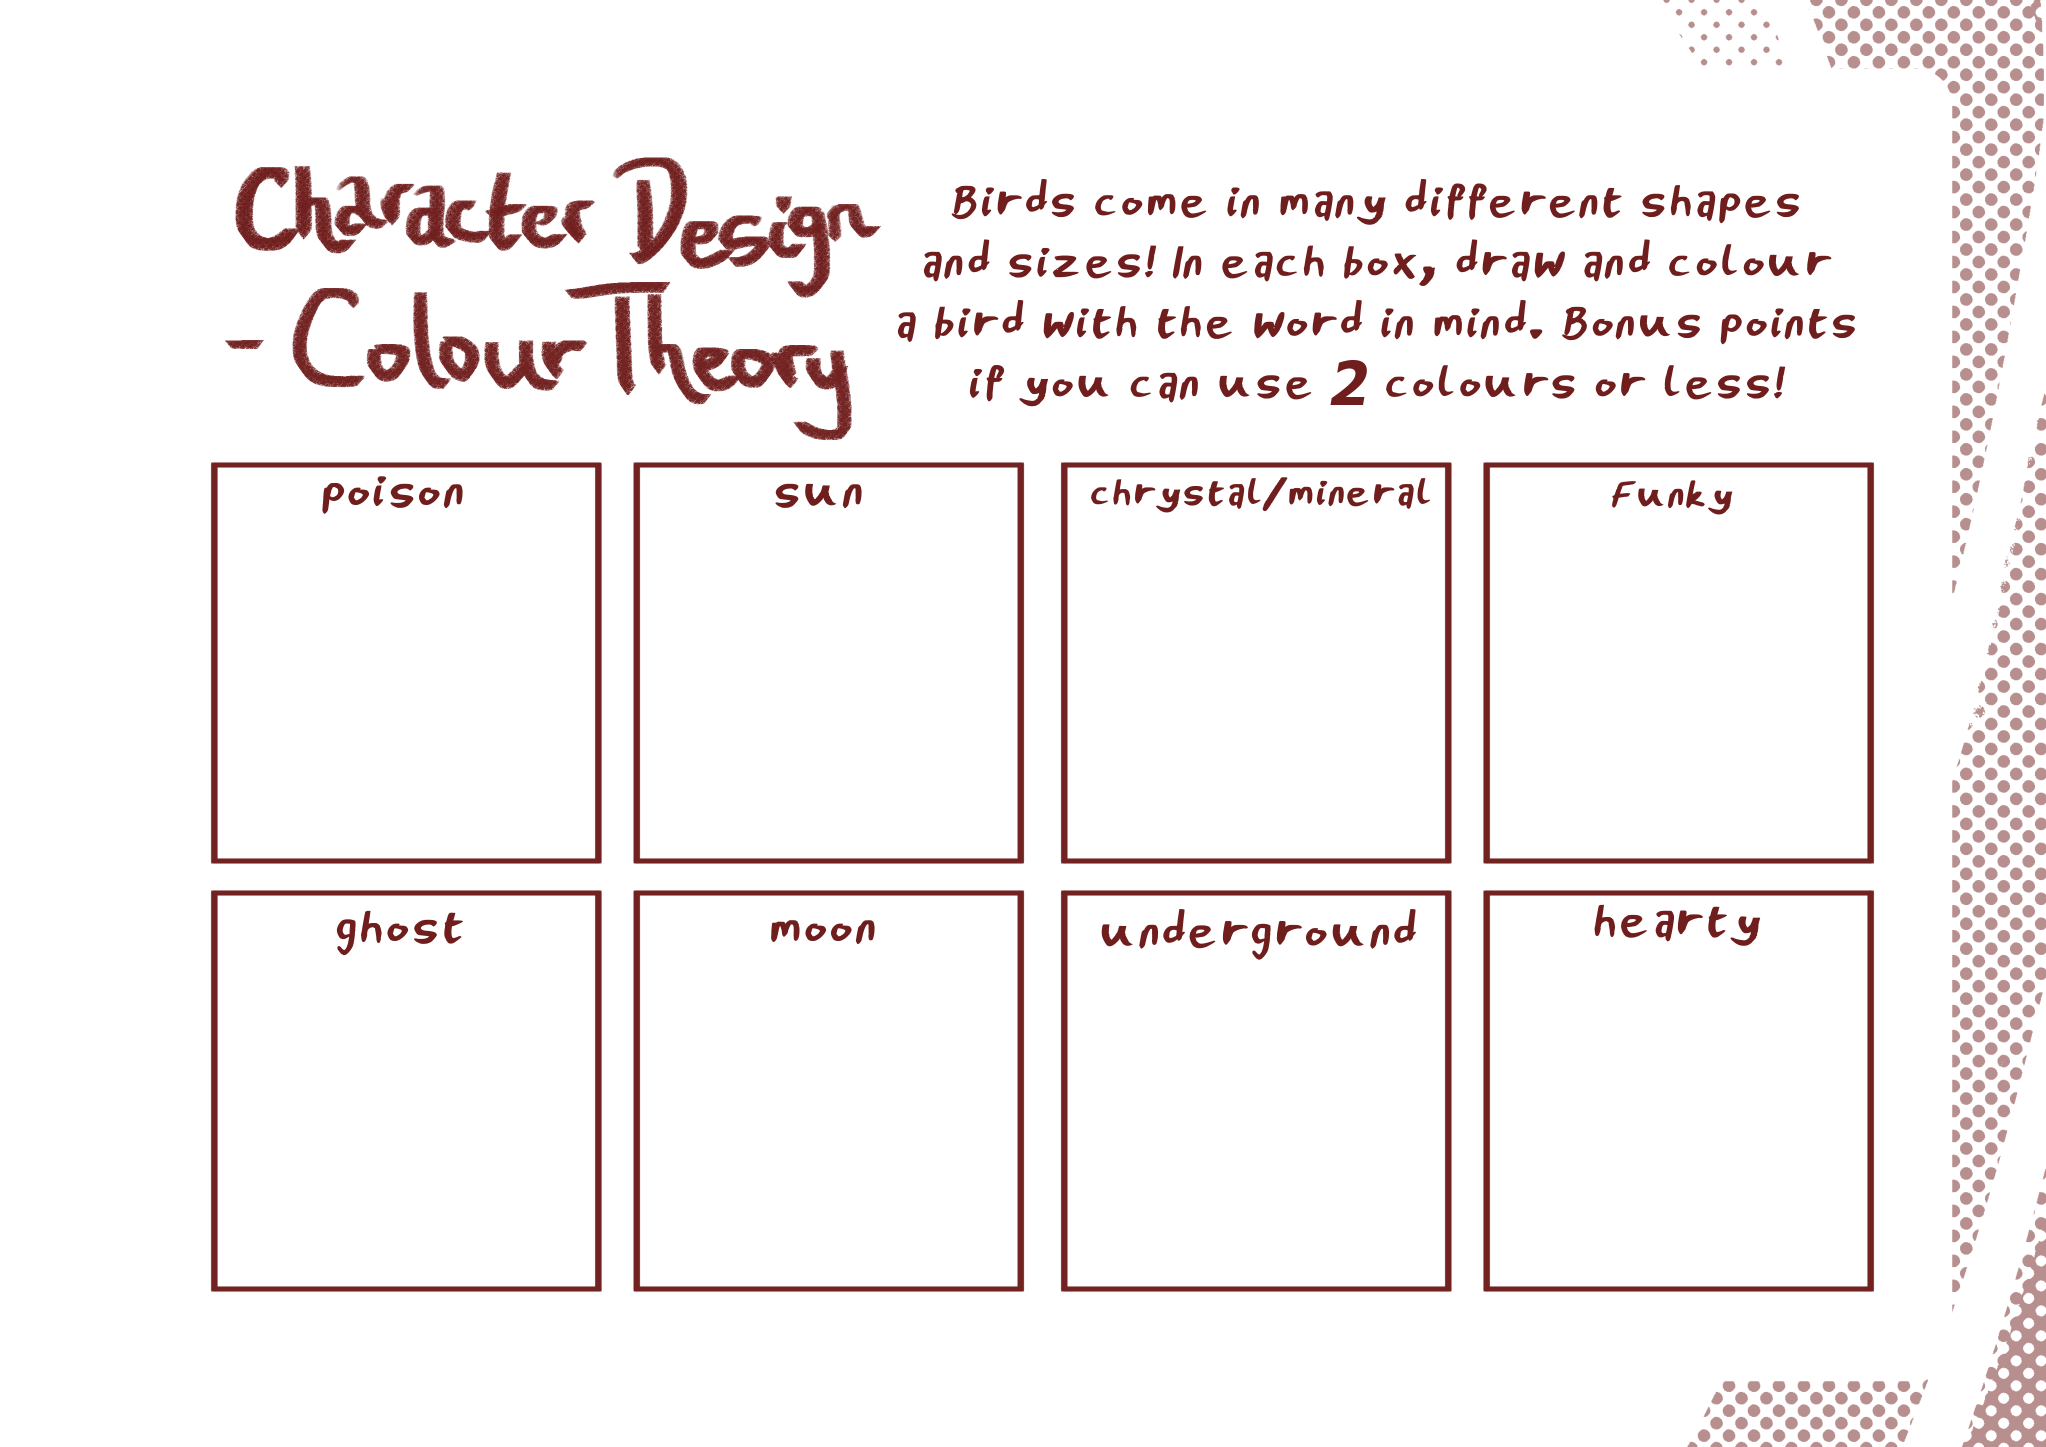 Character Design
- Colour Theory
Birds come in many different shapes
and sizes! In each box, draw and colour
a bird with the word in mind. Bonus points
if you can use 2 colours or less!
poison
sun
chrystal/mineral
Funky
ghost
moon
underground
hearty